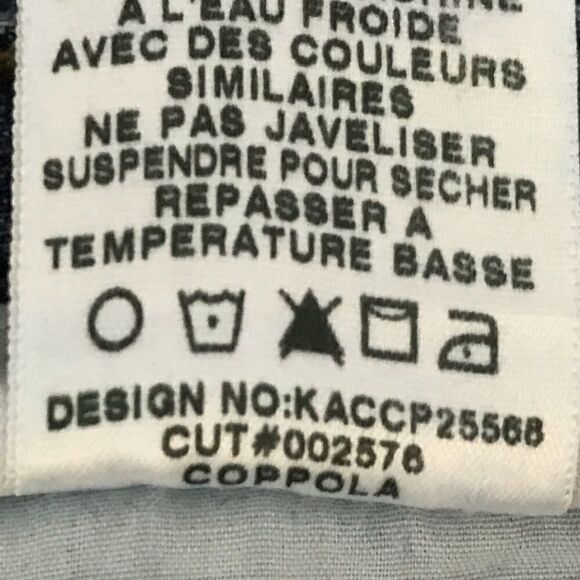 A L'EAU FROIDE
AVEC DES COULEURS
SIMILAIRES
NE PAS JAVELISER
SUSPENDRE POUR SECHER
REPASSER A
TEMPERATURE BASSE
DESIGN NO:KACCP25568
CUT#002576
COPPOLA